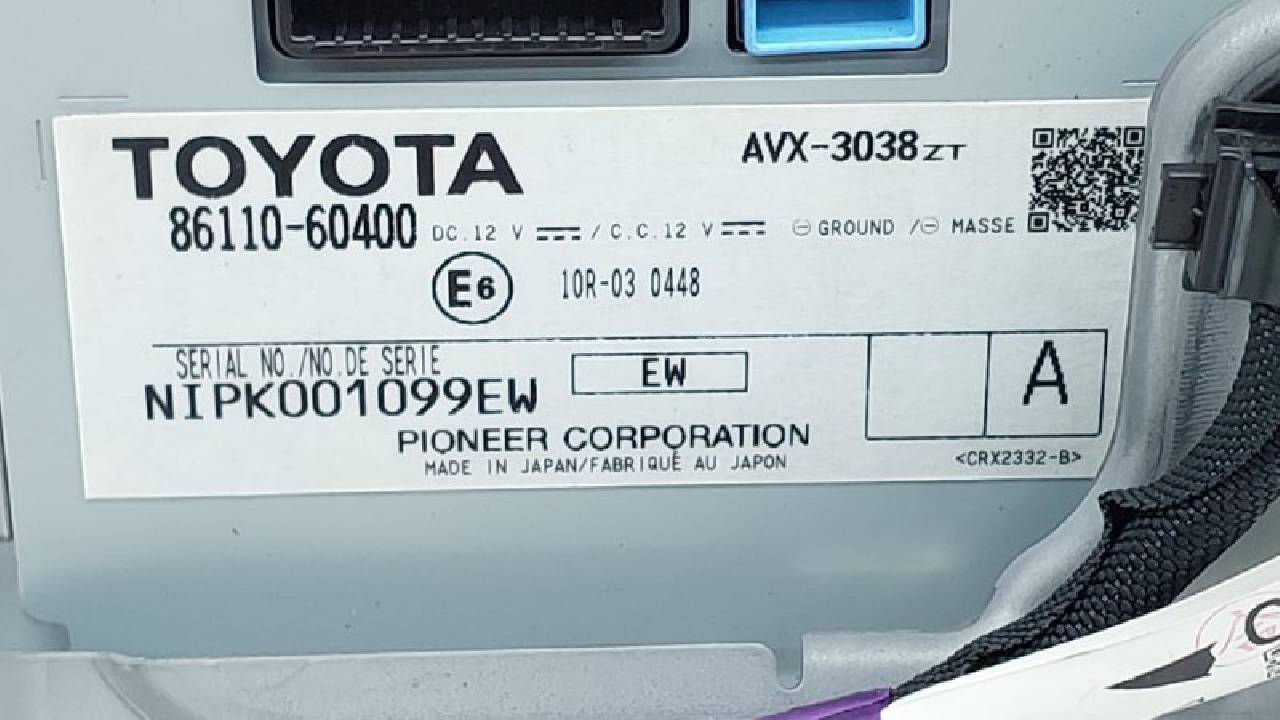 TOYOTA
AVX-3038ZT
86110-60400 DC.12 V / C.C.12 V ⊖ GROUND /⊖ MASSE
E6 10R-03 0448
SERIAL NO./NO.DE SERIE
NIPK001099EW
EW
A
PIONEER CORPORATION
MADE IN JAPAN/FABRIQUÉ AU JAPON
<CRX2332-B>